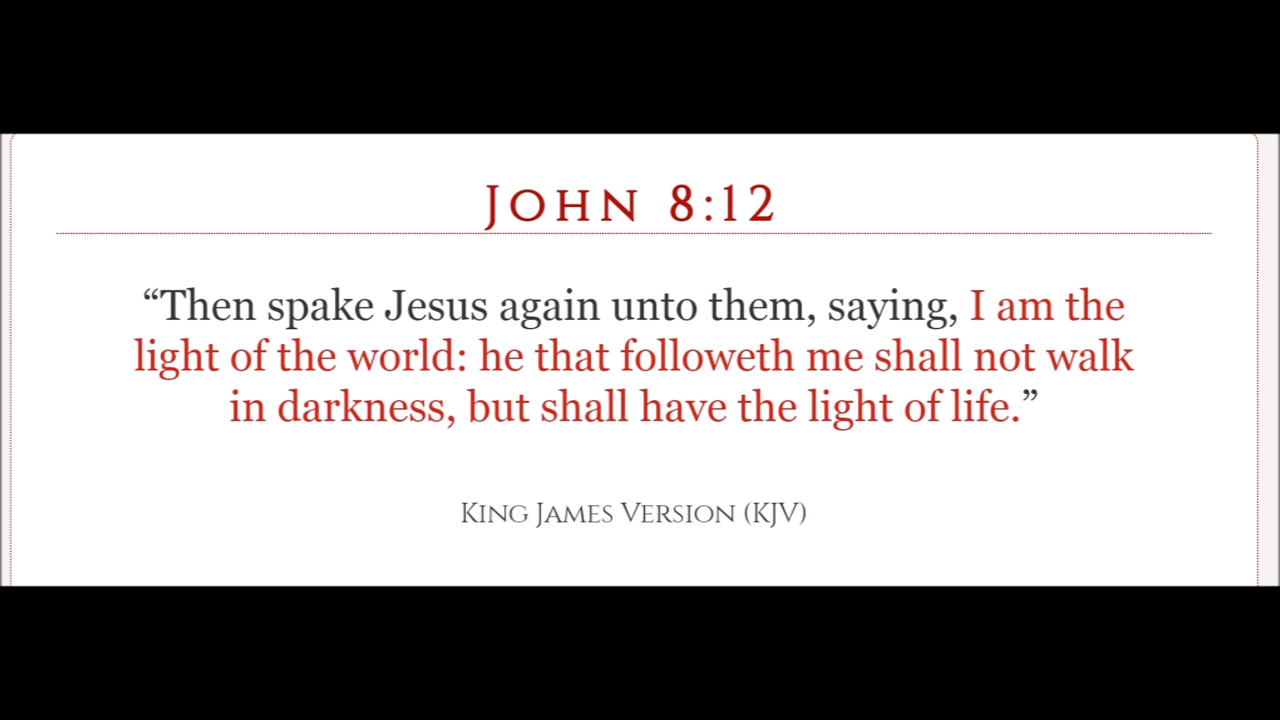 John 8:12
“Then spake Jesus again unto them, saying, I am the
light of the world: he that followeth me shall not walk
in darkness, but shall have the light of life.”
King James Version (KJV)